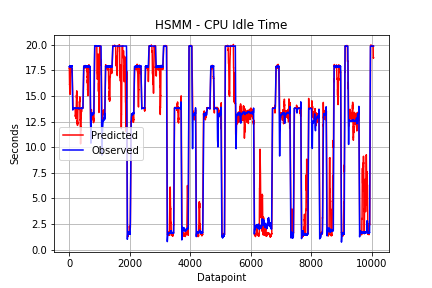 HSMM - CPU Idle Time
20.0
17.5
15.0
12.5
10.0
7.5
5.0
2.5
0.0
Seconds
Predicted
Observed
0 2000 4000 6000 8000 10000
Datapoint